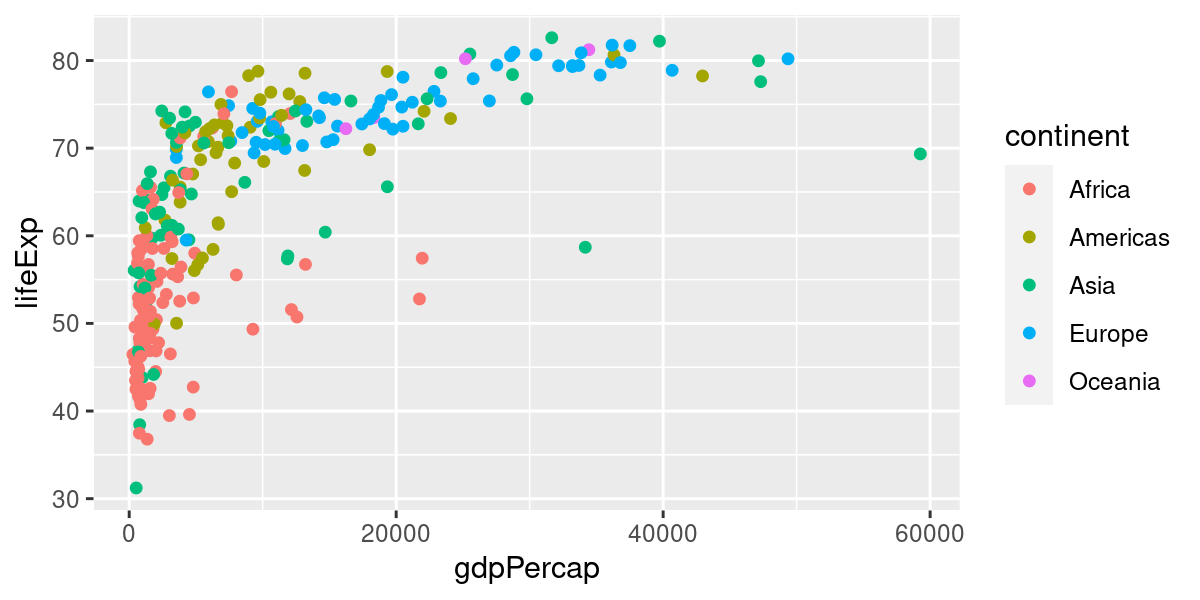 80
70
60
50
40
30
lifeExp
0 20000 40000 60000
gdpPercap
continent
Africa
Americas
Asia
Europe
Oceania